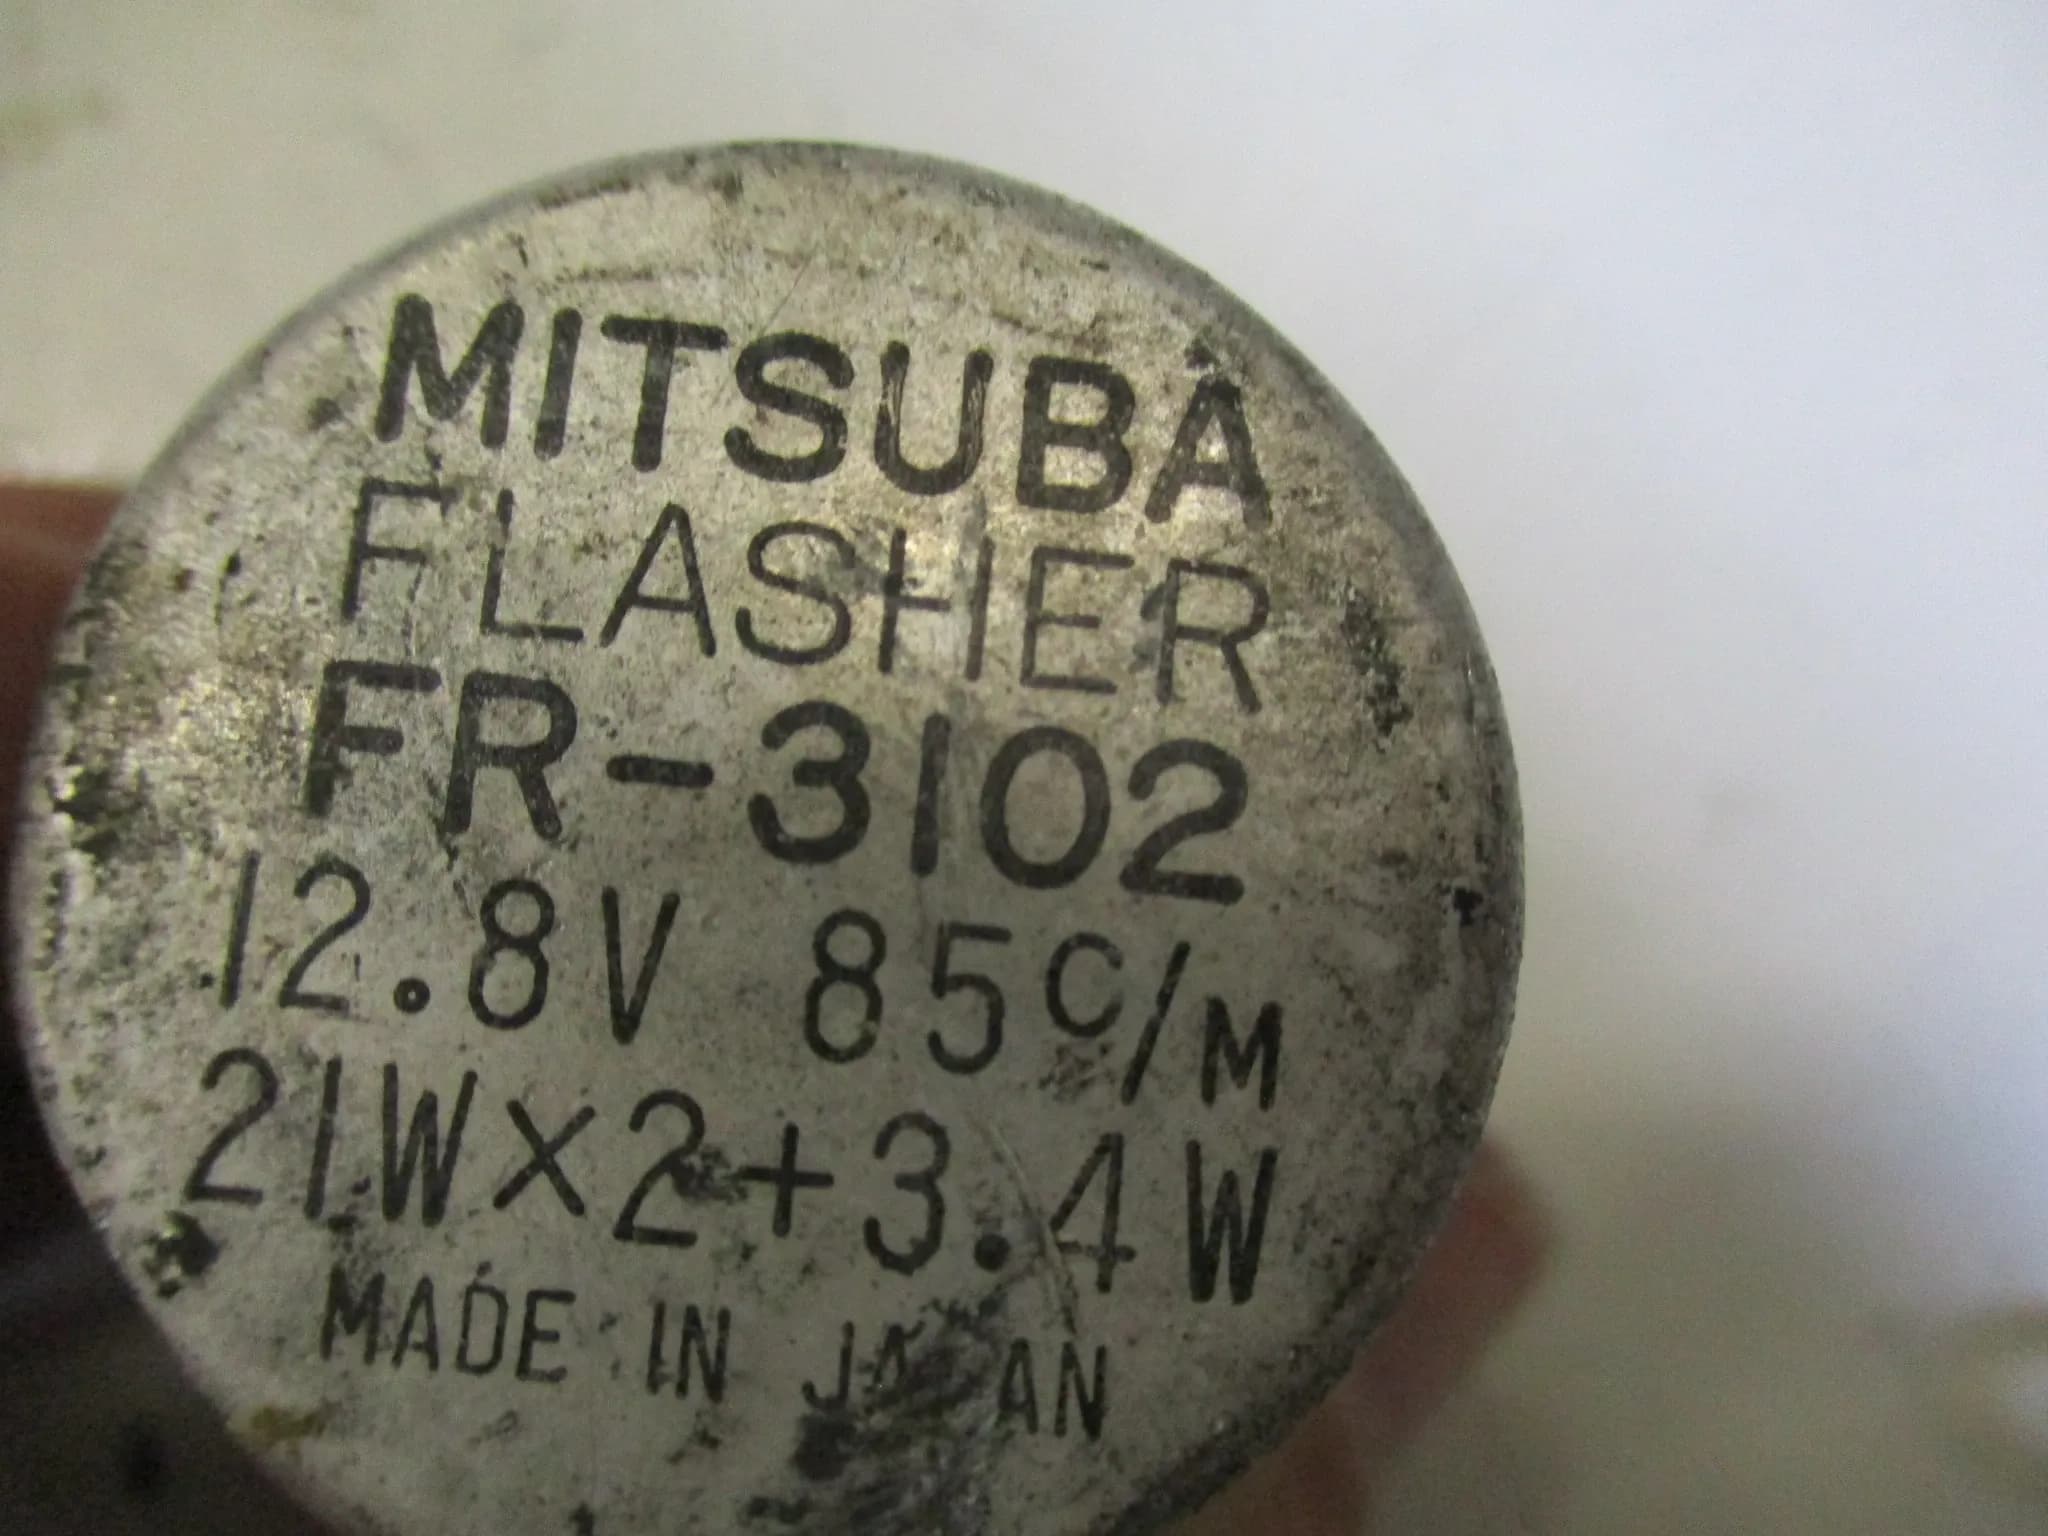 MITSUBA
FLASHER
FR-3102
12.8V 85C/M
21W×2+3.4W
MADE IN JAPAN